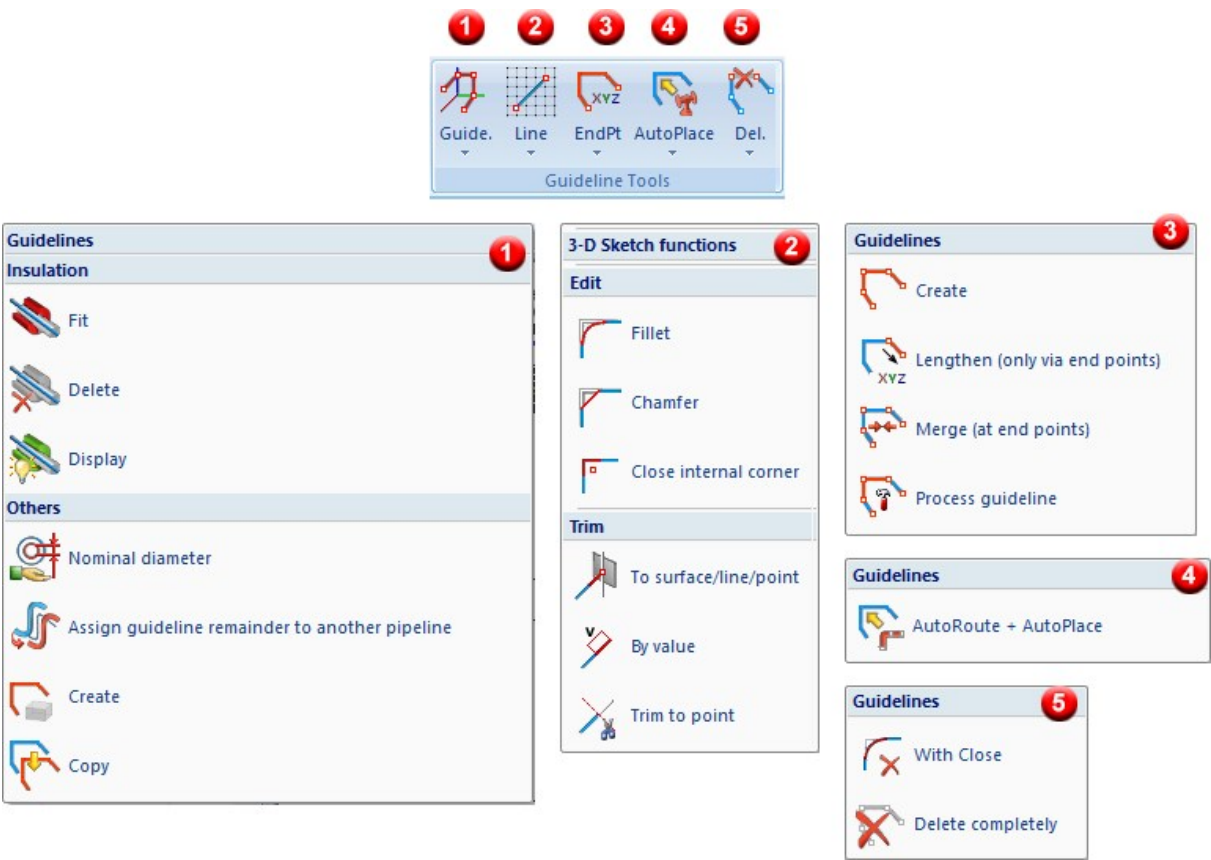 1 2 3 4 5
Guide. Line EndPt AutoPlace Del.
XYZ
Guideline Tools
Guidelines
1
Insulation
Fit
Delete
Display
Others
Nominal diameter
Assign guideline remainder to another pipeline
Create
Copy
3-D Sketch functions
2
Edit
Fillet
Chamfer
Close internal corner
Trim
To surface/line/point
V
By value
Trim to point
Guidelines
3
Create
Lengthen (only via end points)
XYZ
Merge (at end points)
Process guideline
Guidelines
4
AutoRoute + AutoPlace
Guidelines
5
With Close
Delete completely